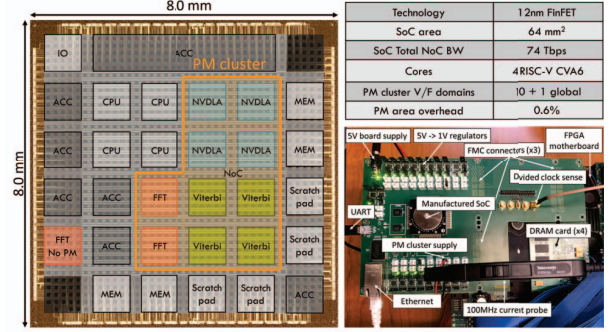 8.0 mm
8.0 mm
IO
ACC
PM cluster
ACC
CPU
CPU
NVDLA
NVDLA
MEM
ACC
CPU
CPU
NVDLA
NVDLA
MEM
NoC
ACC
ACC
FFT
Viterbi
Viterbi
Scratch
pad
FFT
No PM
ACC
FFT
Viterbi
Viterbi
Scratch
pad
MEM
MEM
Scratch
pad
Scratch
pad
ACC
Technology 12nm FinFET
SoC area 64 mm²
SoC Total NoC BW 74 Tbps
Cores 4RISC-V CVA6
PM cluster V/F domains 10 + 1 global
PM area overhead 0.6%
5V board supply
5V -> 1V regulators
FPGA
motherboard
FMC connectors (x3)
Divided clock sense
Manufactured SoC
UART
DRAM card (x4)
PM cluster supply
Tektronix
Ethernet
100MHz current probe